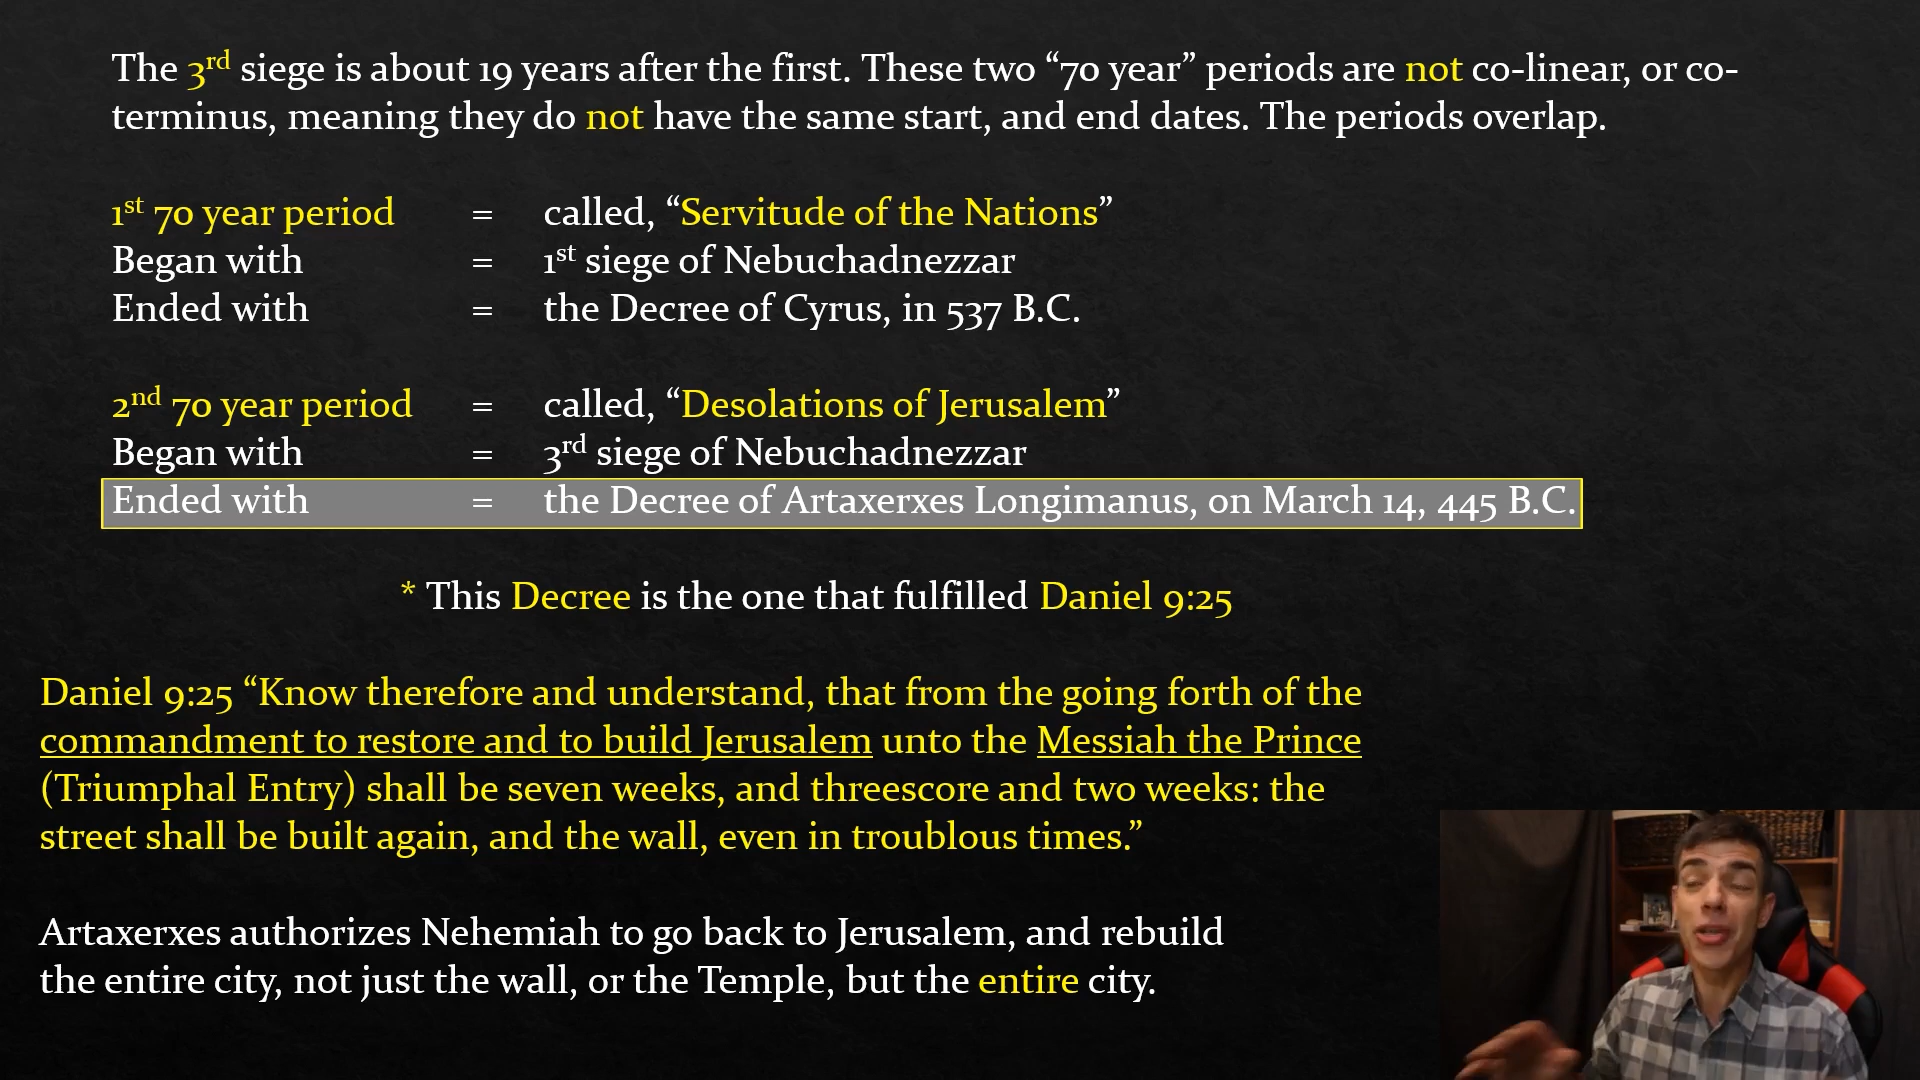 The 3rd siege is about 19 years after the first. These two “70 year” periods are not co-linear, or co-
terminus, meaning they do not have the same start, and end dates. The periods overlap.
1st 70 year period = called, “Servitude of the Nations”
Began with = 1st siege of Nebuchadnezzar
Ended with = the Decree of Cyrus, in 537 B.C.
2nd 70 year period = called, “Desolations of Jerusalem”
Began with = 3rd siege of Nebuchadnezzar
Ended with = the Decree of Artaxerxes Longimanus, on March 14, 445 B.C.
* This Decree is the one that fulfilled Daniel 9:25
Daniel 9:25 “Know therefore and understand, that from the going forth of the
commandment to restore and to build Jerusalem unto the Messiah the Prince
(Triumphal Entry) shall be seven weeks, and threescore and two weeks: the
street shall be built again, and the wall, even in troublous times.”
Artaxerxes authorizes Nehemiah to go back to Jerusalem, and rebuild
the entire city, not just the wall, or the Temple, but the entire city.